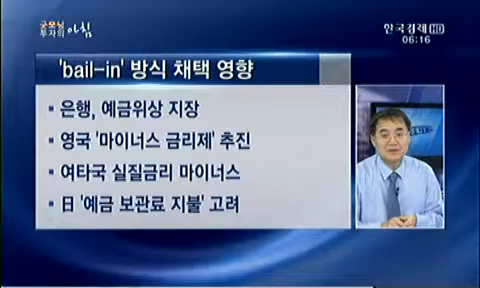 굿모닝
투자의 아침
한국경제 HD
06:16
'bail-in' 방식 채택 영향
▪ 은행, 예금위상 지장
▪ 영국 '마이너스 금리제' 추진
▪ 여타국 실질금리 마이너스
▪ 日 '예금 보관료 지불' 고려